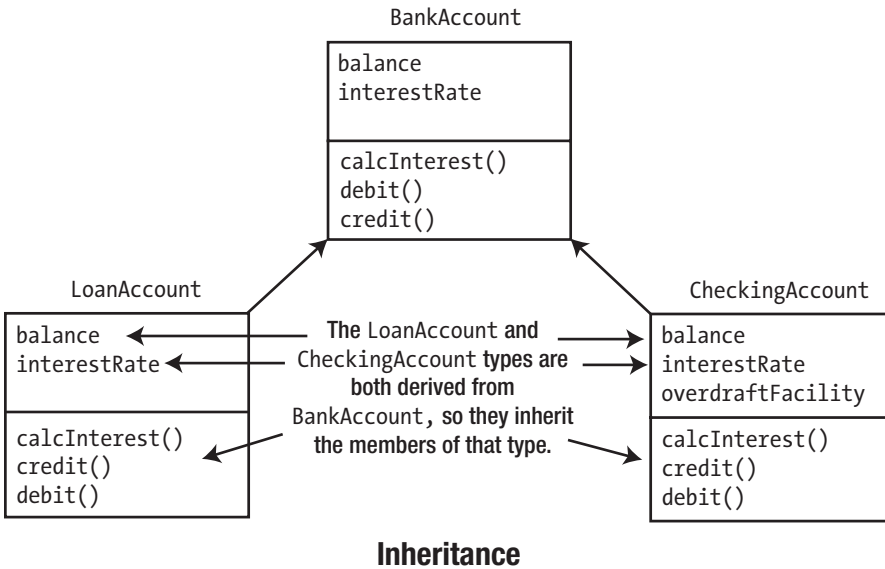 BankAccount
balance
interestRate
calcInterest()
debit()
credit()
LoanAccount
balance
interestRate
calcInterest()
credit()
debit()
The LoanAccount and
CheckingAccount types are
both derived from
BankAccount, so they inherit
the members of that type.
CheckingAccount
balance
interestRate
overdraftFacility
calcInterest()
credit()
debit()
Inheritance